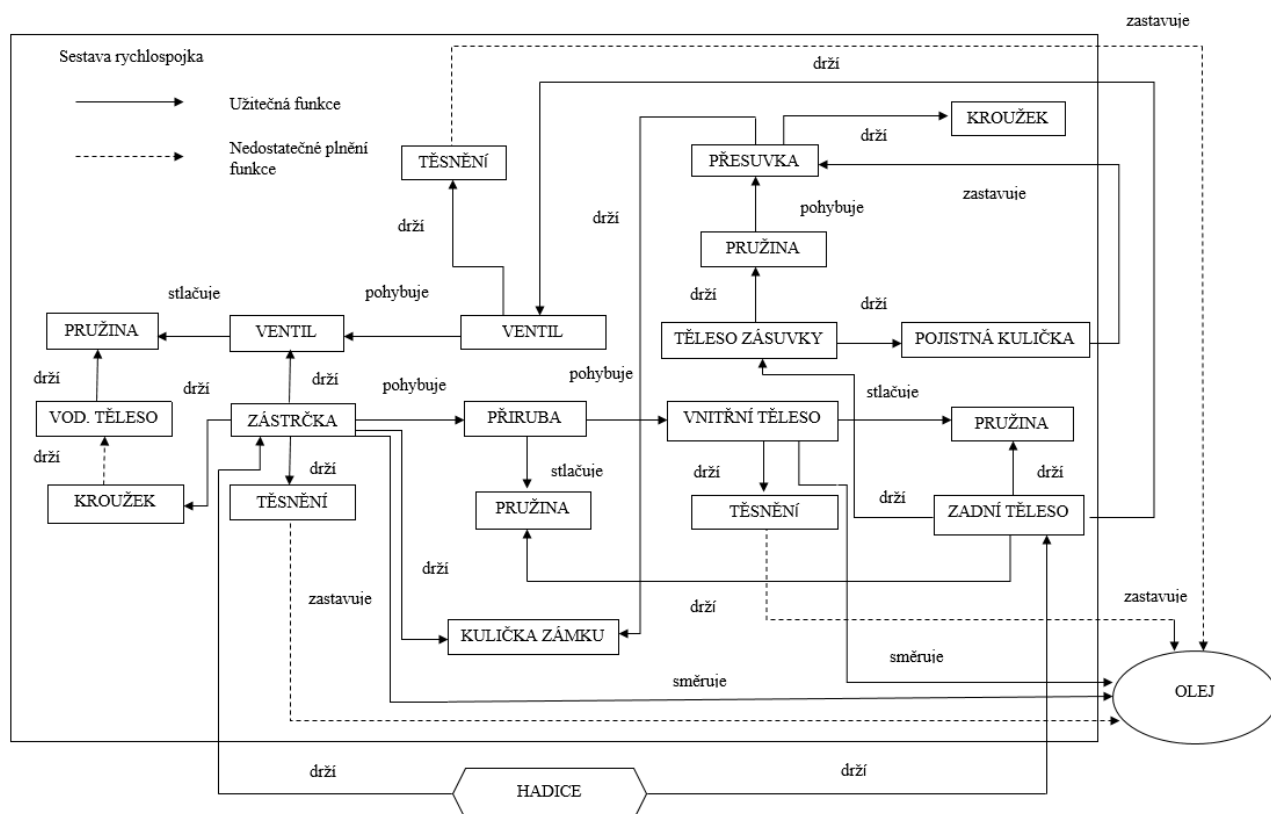 zastavuje
Sestava rychlospojka
drží
Užitečná funkce
KROUŽEK
drží
Nedostatečné plnění
funkce
TĚSNĚNÍ
PŘESUVKA
zastavuje
drží
drží
pohybuje
PRUŽINA
stlačuje
pohybuje
drží
drží
PRUŽINA
VENTIL
VENTIL
TĚLESO ZÁSUVKY
POJISTNÁ KULIČKA
drží
drží
drží
pohybuje
pohybuje
stlačuje
VOD. TĚLESO
ZÁSTRČKA
PŘIRUBA
VNITŘNÍ TĚLESO
PRUŽINA
drží
drží
stlačuje
drží
drží
KROUŽEK
TĚSNĚNÍ
PRUŽINA
TĚSNĚNÍ
drží
ZADNÍ TĚLESO
drží
zastavuje
drží
zastavuje
KULIČKA ZÁMKU
směruje
směruje
OLEJ
drží
drží
HADICE